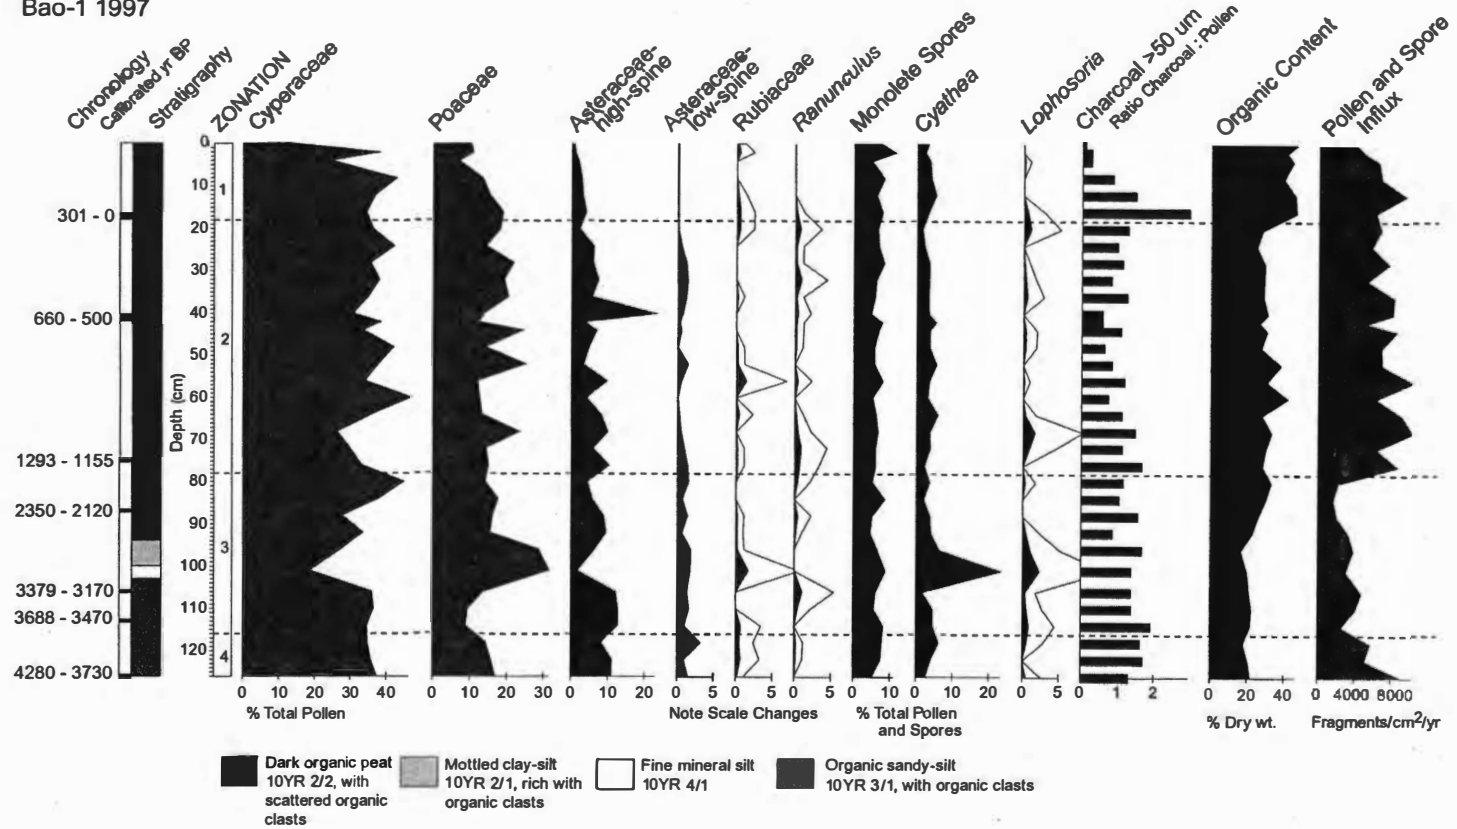 Bao-1 1997
Chronology
Calibrated yr BP
Stratigraphy
ZONATION
Cyperaceae
Poaceae
Asteraceae-
high-spine
Asteraceae-
low-spine
Rubiaceae
Ranunculus
Monolete Spores
Cyathea
Lophosoria
Charcoal >50 um
Ratio Charcoal : Pollen
Organic Content
Pollen and Spore
Influx
301 - 0
660 - 500
1293 - 1155
2350 - 2120
3379 - 3170
3688 - 3470
4280 - 3730
Depth (cm)
0
10
20
30
40
50
60
70
80
90
100
110
120
1
2
3
4
0 20 30 40
0 10 20 30
0 10 20
0 5
0 5
0 5
0 10
0 20
0 5
0 1 2
0 20 40
0 4000 8000
% Total Pollen
Note Scale Changes
% Total Pollen
and Spores
% Dry wt.
Fragments/cm²/yr
Dark organic peat
10YR 2/2, with
scattered organic
clasts
Mottled clay-silt
10YR 2/1, rich with
organic clasts
Fine mineral silt
10YR 4/1
Organic sandy-silt
10YR 3/1, with organic clasts